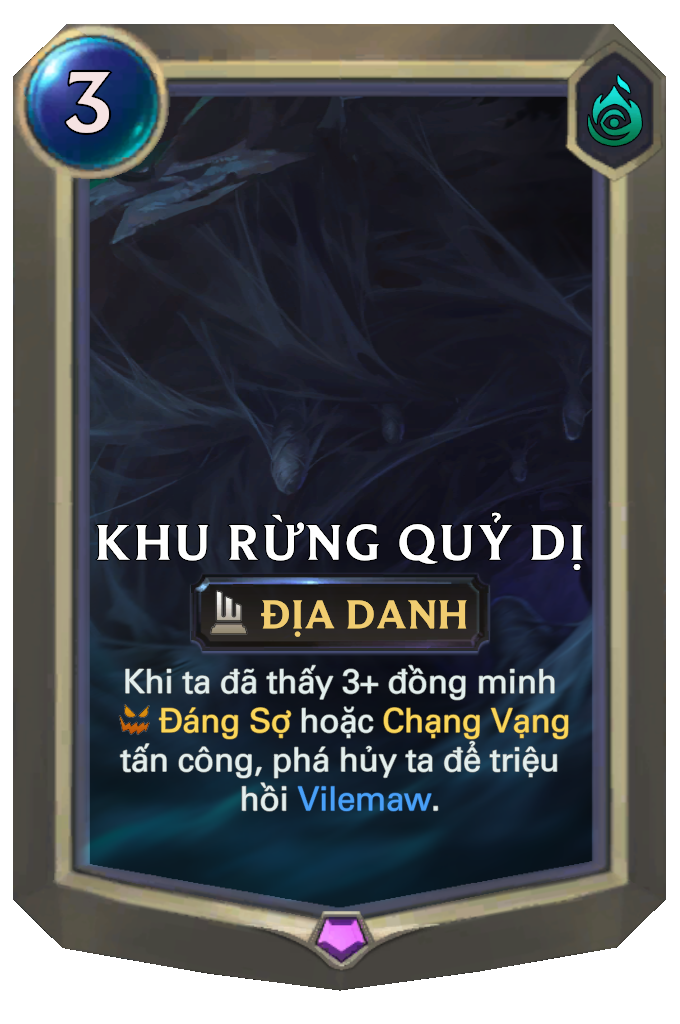 3
KHU RỪNG QUỶ DỊ
ĐỊA DANH
Khi ta đã thấy 3+ đồng minh
Đáng Sợ hoặc Chạng Vạng
tấn công, phá hủy ta để triệu
hồi Vilemaw.